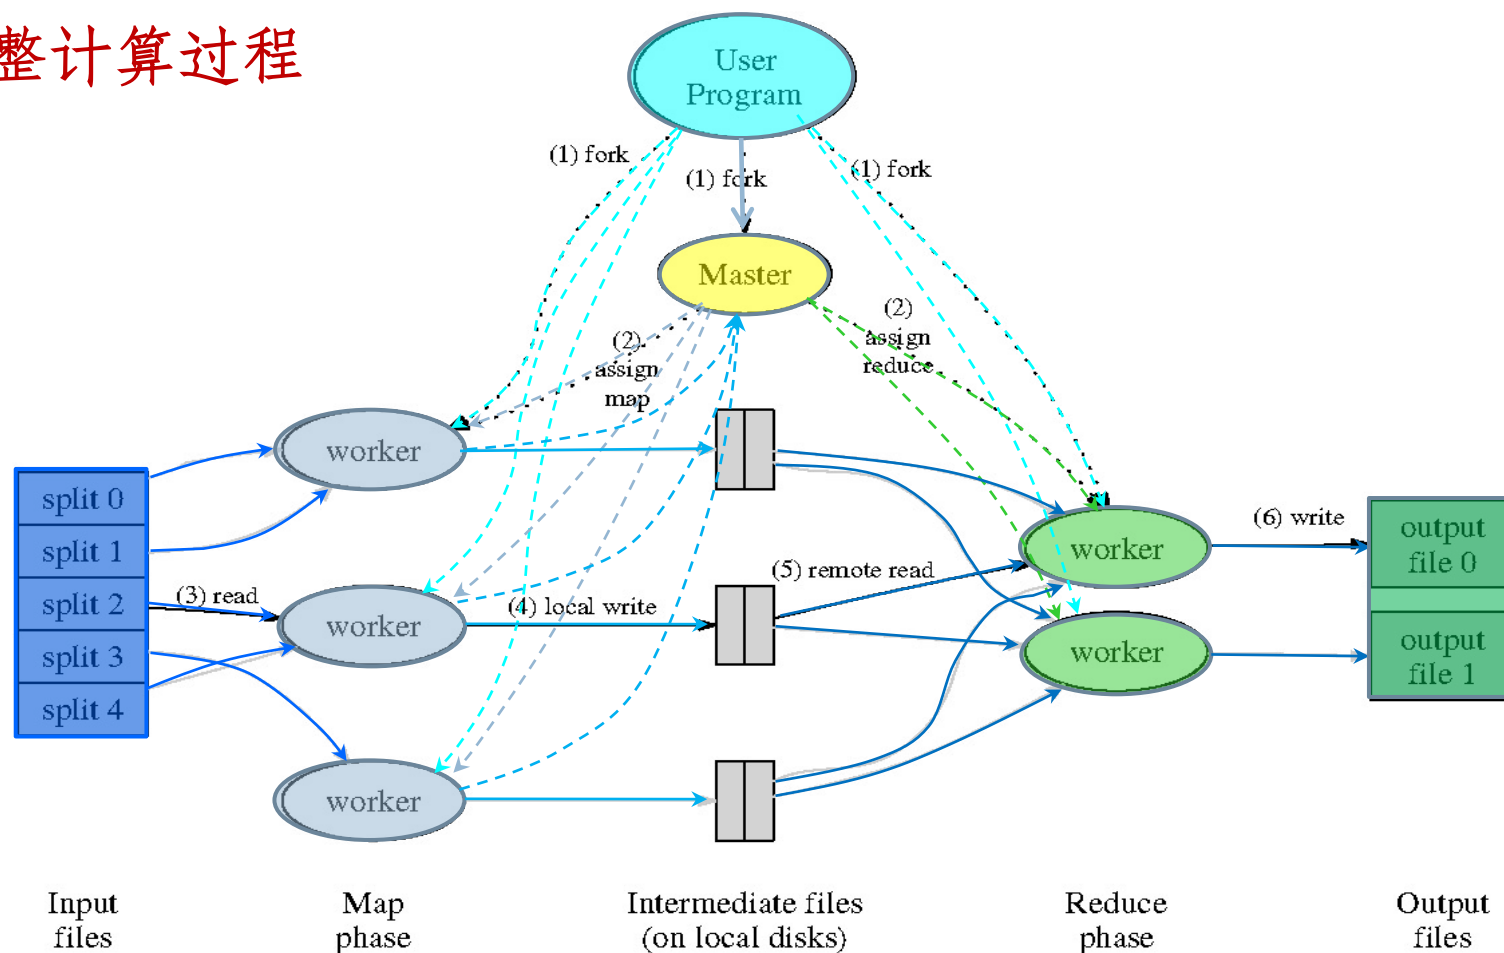 整计算过程
User
Program
(1) fork
(1) fork
(1) fork
Master
(2)
assign
map
(2)
assign
reduce
worker
split 0
split 1
split 2
split 3
split 4
(3) read
worker
(4) local write
(5) remote read
worker
worker
(6) write
output
file 0
worker
output
file 1
Input
files
Map
phase
Intermediate files
(on local disks)
Reduce
phase
Output
files